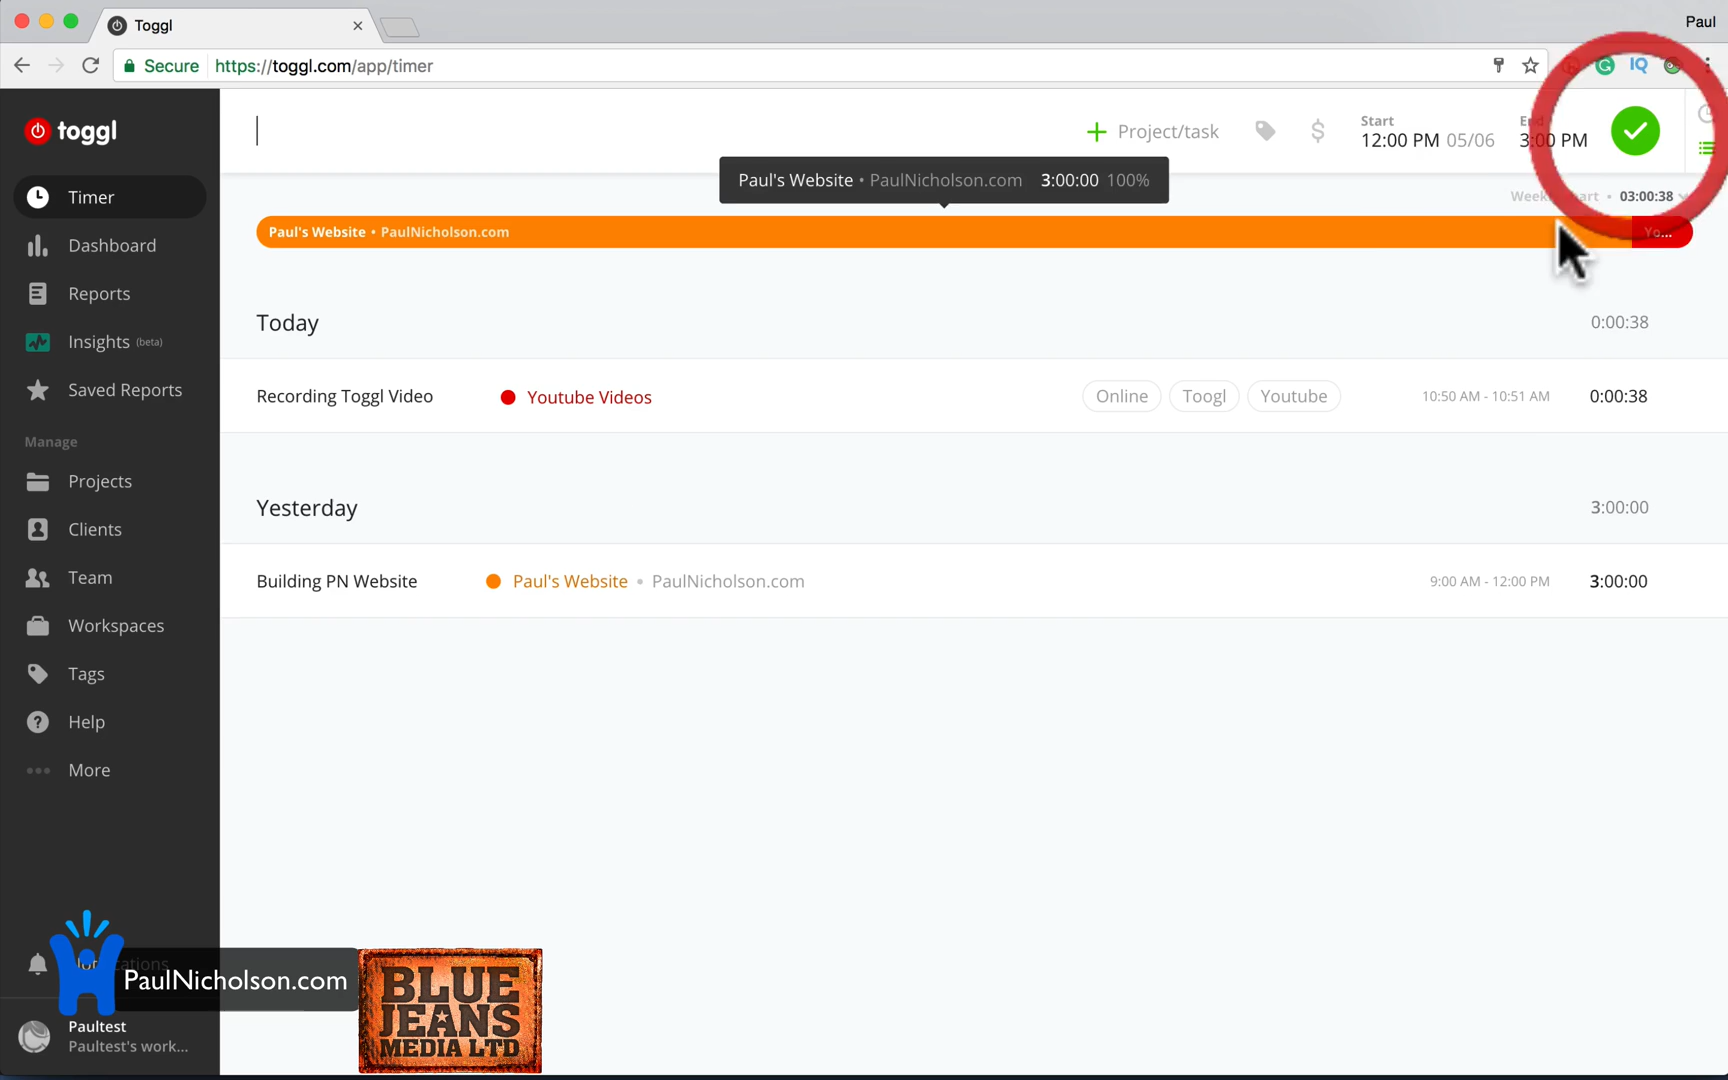 Toggl
Paul
Secure
https://toggl.com/app/timer
IQ
toggl
Project/task
$
Start
12:00 PM 05/06
End
3:00 PM
Paul's Website • PaulNicholson.com 3:00:00 100%
• 03:00:38
Paul's Website • PaulNicholson.com
Yo...
Timer
Dashboard
Reports
Insights (beta)
Saved Reports
Manage
Projects
Clients
Team
Workspaces
Tags
Help
More
Today
0:00:38
Recording Toggl Video
Youtube Videos
Online
Toogl
Youtube
10:50 AM - 10:51 AM
0:00:38
Yesterday
3:00:00
Building PN Website
Paul's Website • PaulNicholson.com
9:00 AM - 12:00 PM
3:00:00
PaulNicholson.com
BLUE
JEANS
MEDIA LTD
Paultest
Paultest's work...